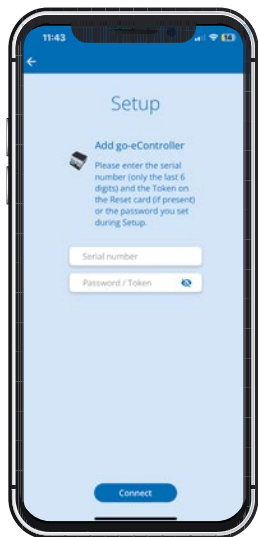 11:43
14
Setup
Add go-eController
Please enter the serial
number (only the last 6
digits) and the Token on
the Reset card (if present)
or the password you set
during Setup.
Serial number
Password / Token
Connect